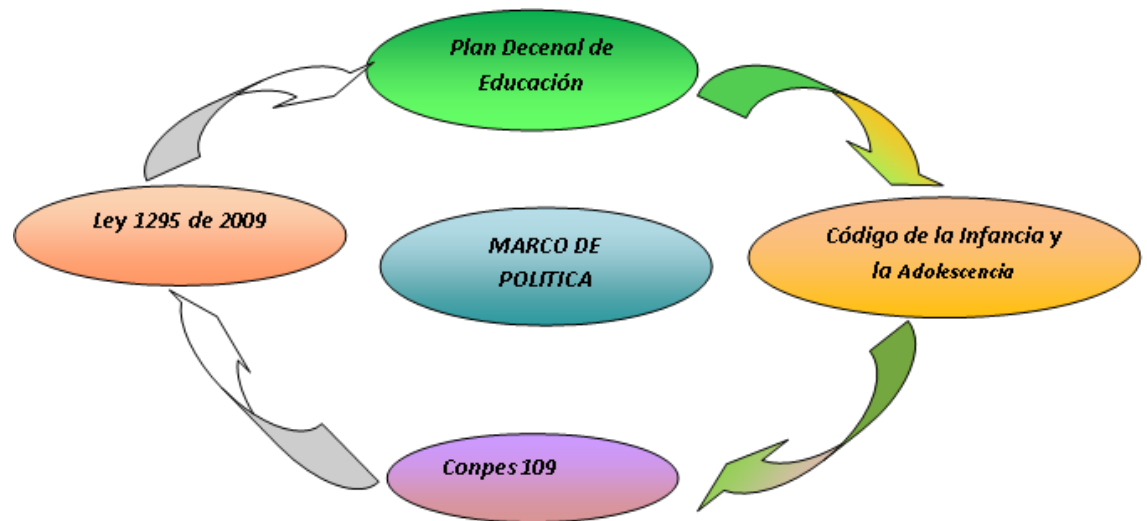 Plan Decenal de
Educación
Ley 1295 de 2009
MARCO DE
POLITICA
Código de la Infancia y
la Adolescencia
Conpes 109